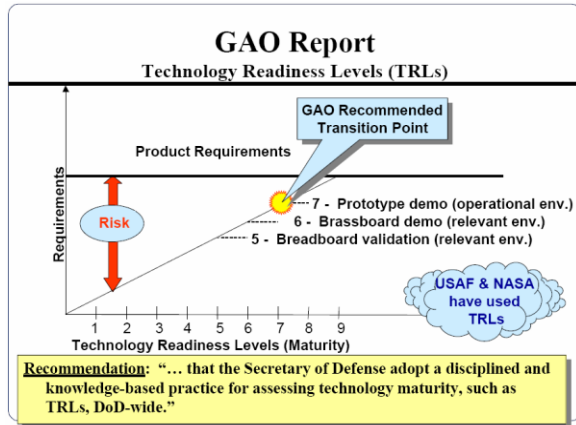 GAO Report
Technology Readiness Levels (TRLs)
GAO Recommended
Transition Point
Product Requirements
Requirements
Risk
7 - Prototype demo (operational env.)
6 - Brassboard demo (relevant env.)
5 - Breadboard validation (relevant env.)
USAF & NASA
have used
TRLs
1 2 3 4 5 6 7 8 9
Technology Readiness Levels (Maturity)
Recommendation: “… that the Secretary of Defense adopt a disciplined and
knowledge-based practice for assessing technology maturity, such as
TRLs, DoD-wide.”